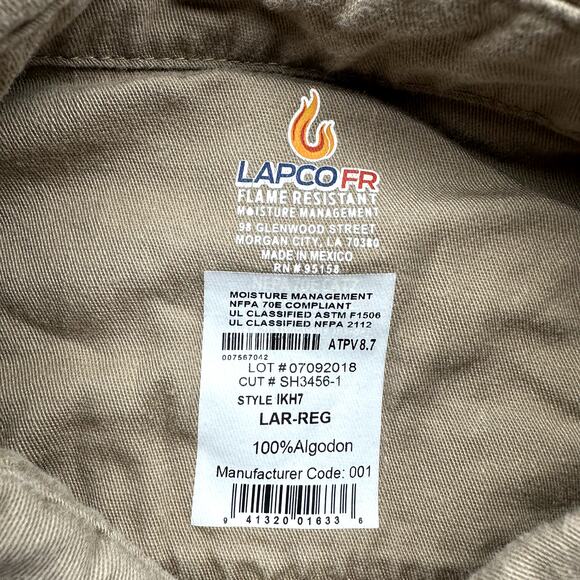 LAPCO FR
FLAME RESISTANT
MOISTURE MANAGEMENT
98 GLENWOOD STREET
MORGAN CITY, LA 70380
MADE IN MEXICO
RN # 95158
MOISTURE MANAGEMENT
NFPA 70E COMPLIANT
UL CLASSIFIED ASTM F1506
UL CLASSIFIED NFPA 2112
ATPV 8.7
007567042
LOT # 07092018
CUT # SH3456-1
STYLE IKH7
LAR-REG
100%Algodon
Manufacturer Code: 001
9 41320 01633 6